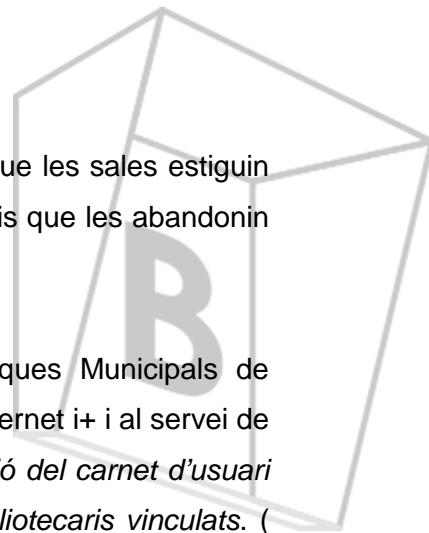 ue les sales estiguin
is que les abandonin
B
ques Municipals de
ernet i+ i al servei de
ó del carnet d'usuari
liotecaris vinculats. (